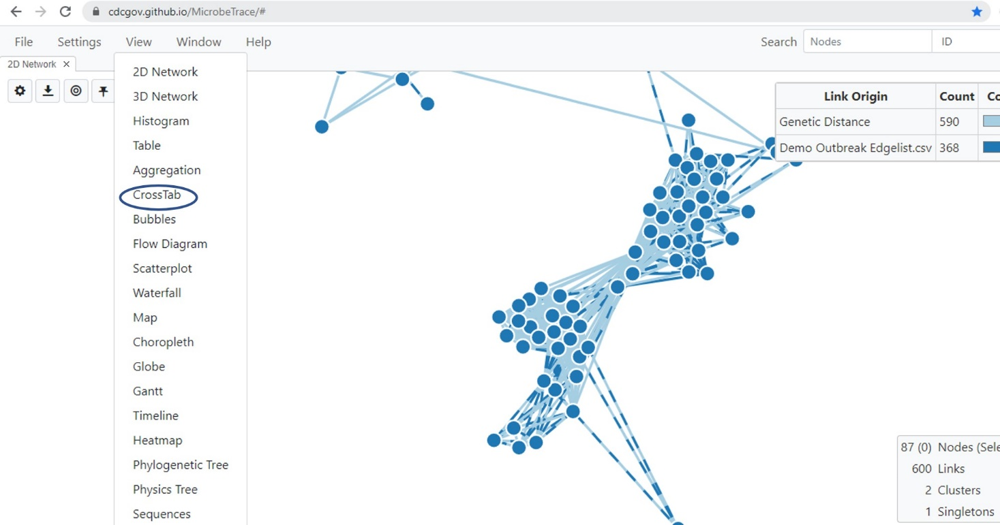 cdcgov.github.io/MicrobeTrace/#
File Settings View Window Help Search Nodes ID
2D Network
2D Network
3D Network
Histogram
Table
Aggregation
CrossTab
Bubbles
Flow Diagram
Scatterplot
Waterfall
Map
Choropleth
Globe
Gantt
Timeline
Heatmap
Phylogenetic Tree
Physics Tree
Sequences
Link Origin Count Co
Genetic Distance 590
Demo Outbreak Edgelist.csv 368
87 (0) Nodes (Sele
600 Links
2 Clusters
1 Singletons